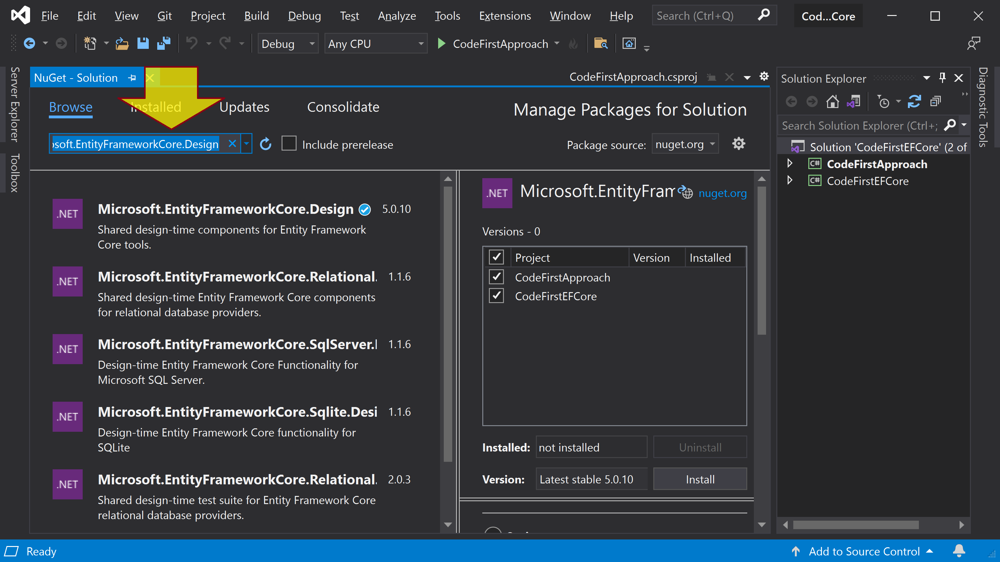 File Edit View Git Project Build Debug Test Analyze Tools Extensions Window Help Search (Ctrl+Q) Cod...Core
Debug Any CPU CodeFirstApproach
Server Explorer
Toolbox
NuGet - Solution
CodeFirstApproach.csproj
Browse Installed Updates Consolidate
Manage Packages for Solution
osoft.EntityFrameworkCore.Design
Include prerelease
Package source: nuget.org
.NET
Microsoft.EntityFrameworkCore.Design 5.0.10
Shared design-time components for Entity Framework
Core tools.
.NET
Microsoft.EntityFrameworkCore.Relational. 1.1.6
Shared design-time Entity Framework Core components
for relational database providers.
.NET
Microsoft.EntityFrameworkCore.SqlServer. 1.1.6
Design-time Entity Framework Core Functionality for
Microsoft SQL Server.
.NET
Microsoft.EntityFrameworkCore.Sqlite.Desi 1.1.6
Design-time Entity Framework Core functionality for
SQLite
.NET
Microsoft.EntityFrameworkCore.Relational. 2.0.3
Shared design-time test suite for Entity Framework Core
relational database providers.
.NET
Microsoft.EntityFram nuget.org
Versions - 0
Project Version Installed
CodeFirstApproach
CodeFirstEFCore
Installed: not installed Uninstall
Version: Latest stable 5.0.10 Install
Solution Explorer
Search Solution Explorer (Ctrl+;
Solution 'CodeFirstEFCore' (2 of
C# CodeFirstApproach
C# CodeFirstEFCore
Diagnostic Tools
Ready
Add to Source Control